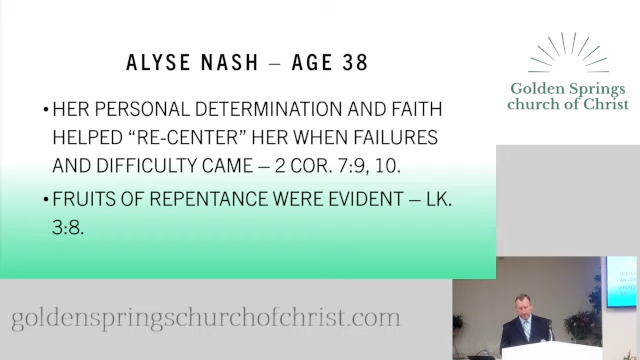 ALYSE NASH – AGE 38
• HER PERSONAL DETERMINATION AND FAITH
HELPED “RE-CENTER” HER WHEN FAILURES
AND DIFFICULTY CAME – 2 COR. 7:9, 10.
• FRUITS OF REPENTANCE WERE EVIDENT – LK.
3:8.
Golden Springs
church of Christ
goldenspringschurchofchrist.com